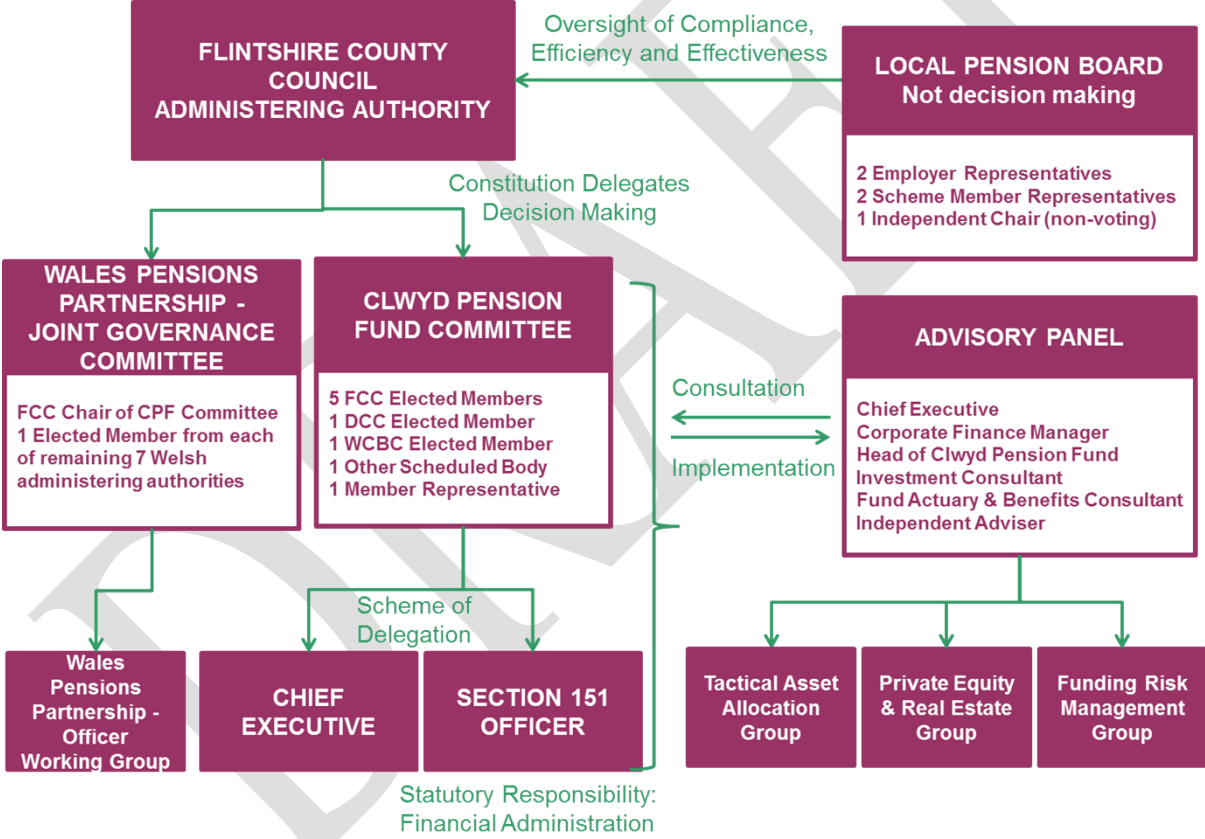 FLINTSHIRE COUNTY
COUNCIL
ADMINISTERING AUTHORITY
Oversight of Compliance,
Efficiency and Effectiveness
LOCAL PENSION BOARD
Not decision making
2 Employer Representatives
2 Scheme Member Representatives
1 Independent Chair (non-voting)
Constitution Delegates
Decision Making
WALES PENSIONS
PARTNERSHIP -
JOINT GOVERNANCE
COMMITTEE
FCC Chair of CPF Committee
1 Elected Member from each
of remaining 7 Welsh
administering authorities
CLWYD PENSION
FUND COMMITTEE
5 FCC Elected Members
1 DCC Elected Member
1 WCBC Elected Member
1 Other Scheduled Body
1 Member Representative
Consultation
Implementation
ADVISORY PANEL
Chief Executive
Corporate Finance Manager
Head of Clwyd Pension Fund
Investment Consultant
Fund Actuary & Benefits Consultant
Independent Adviser
Scheme of
Delegation
Wales
Pensions
Partnership -
Officer
Working Group
CHIEF
EXECUTIVE
SECTION 151
OFFICER
Tactical Asset
Allocation
Group
Private Equity
& Real Estate
Group
Funding Risk
Management
Group
Statutory Responsibility:
Financial Administration
DRAFT